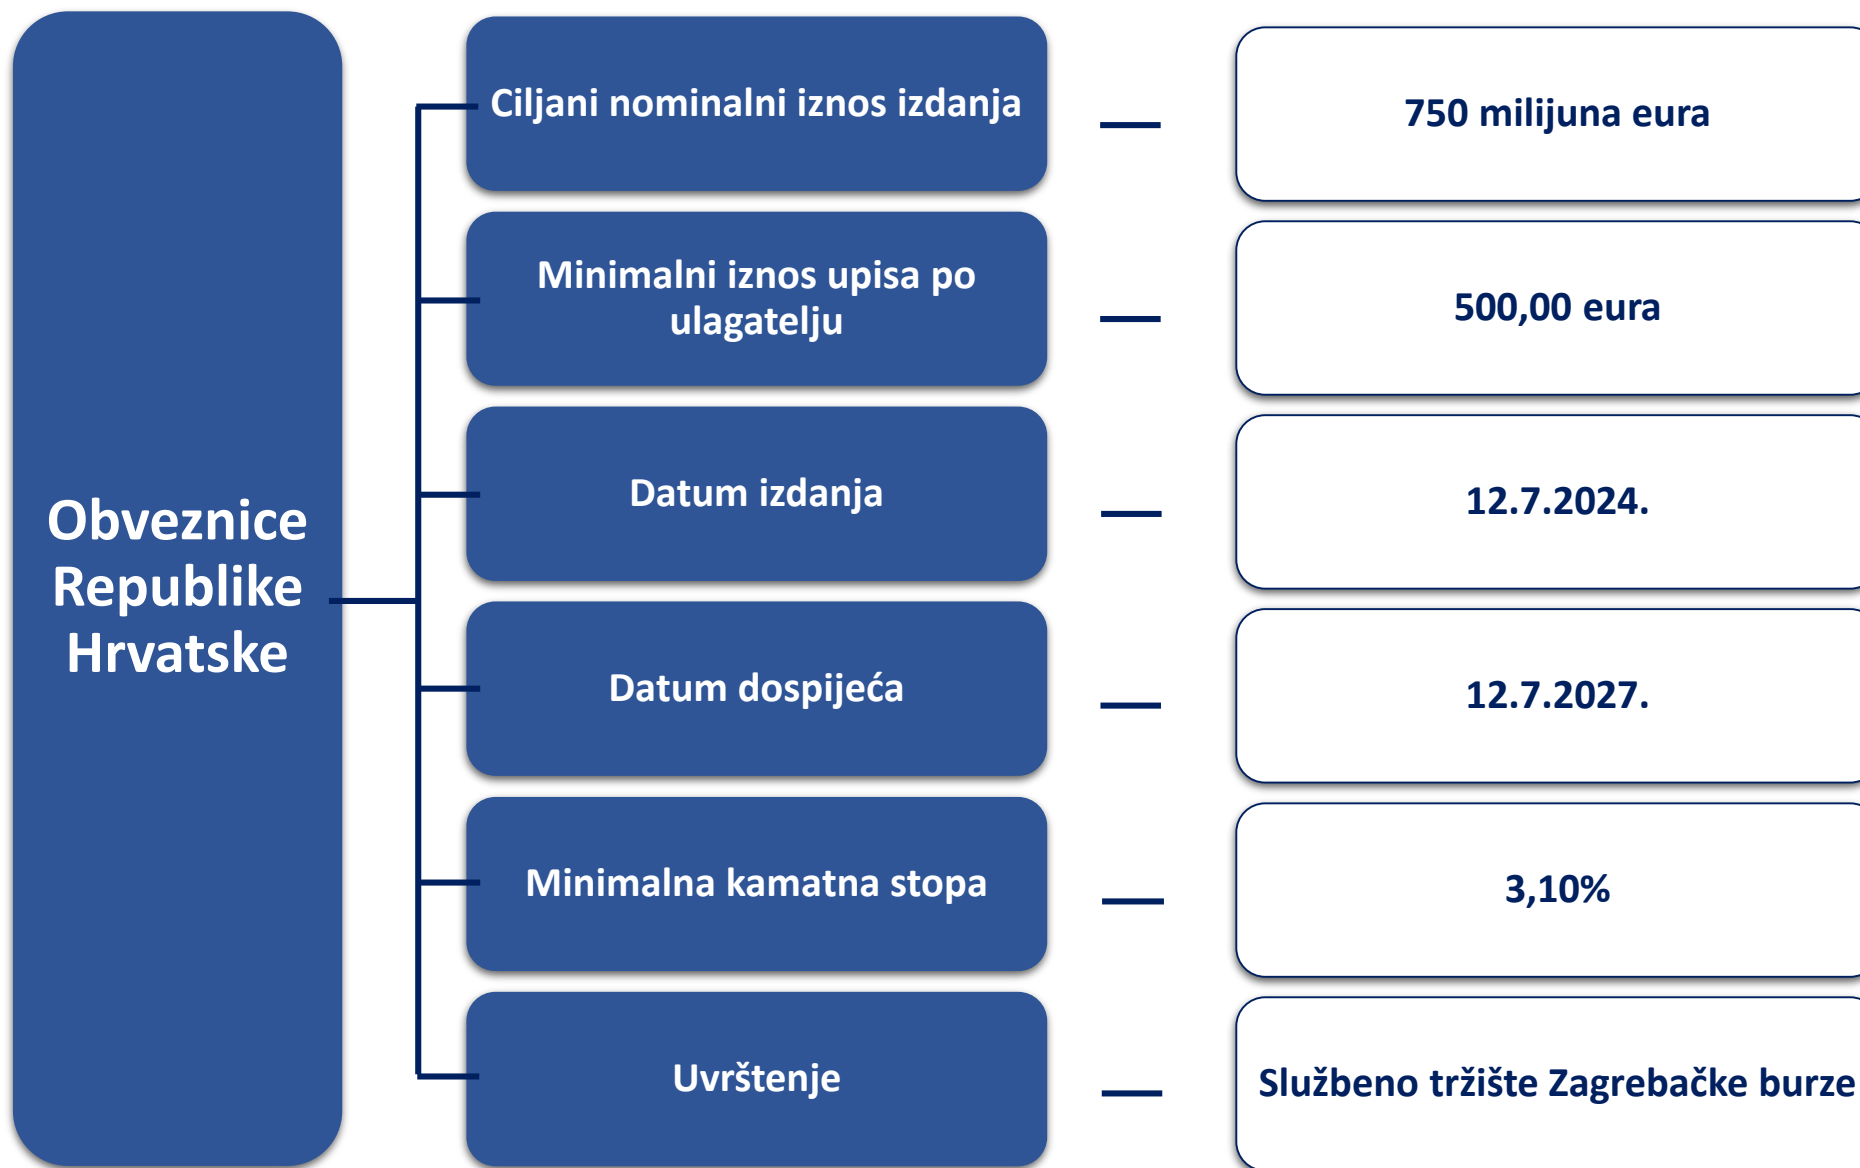 Obveznice
Republike
Hrvatske
Ciljani nominalni iznos izdanja
750 milijuna eura
Minimalni iznos upisa po
ulagatelju
500,00 eura
Datum izdanja
12.7.2024.
Datum dospijeća
12.7.2027.
Minimalna kamatna stopa
3,10%
Uvrštenje
Službeno tržište Zagrebačke burze